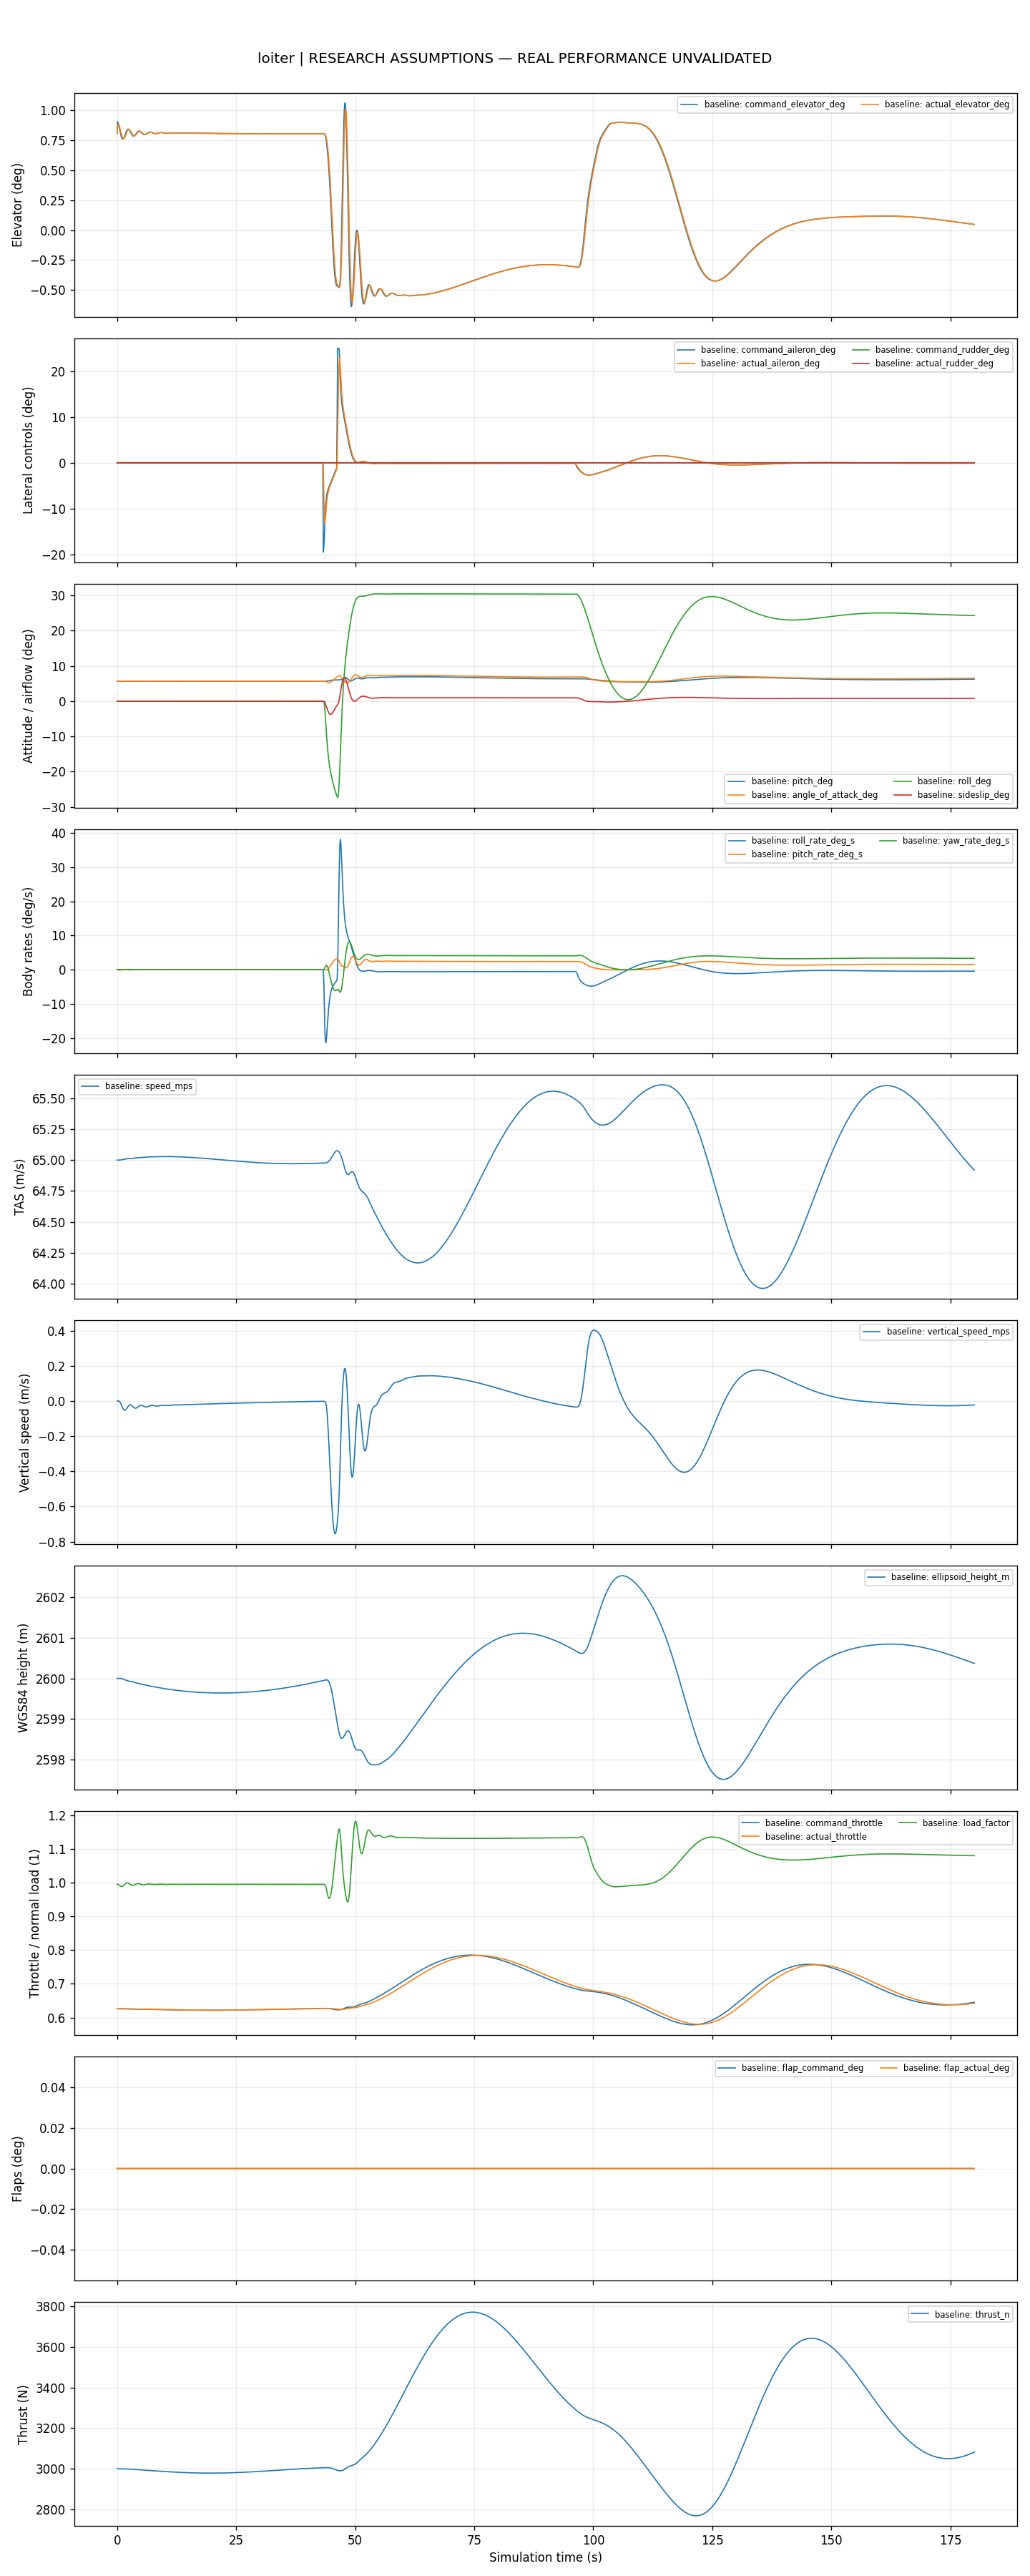 loiter | RESEARCH ASSUMPTIONS — REAL PERFORMANCE UNVALIDATED
Elevator (deg)
1.00
0.75
0.50
0.25
0.00
−0.25
−0.50
baseline: command_elevator_deg
baseline: actual_elevator_deg
Lateral controls (deg)
20
10
0
−10
−20
baseline: command_aileron_deg
baseline: actual_aileron_deg
baseline: command_rudder_deg
baseline: actual_rudder_deg
Attitude / airflow (deg)
30
20
10
0
−10
−20
−30
baseline: pitch_deg
baseline: angle_of_attack_deg
baseline: roll_deg
baseline: sideslip_deg
Body rates (deg/s)
40
30
20
10
0
−10
−20
baseline: roll_rate_deg_s
baseline: pitch_rate_deg_s
baseline: yaw_rate_deg_s
TAS (m/s)
65.50
65.25
65.00
64.75
64.50
64.25
64.00
baseline: speed_mps
Vertical speed (m/s)
0.4
0.2
0.0
−0.2
−0.4
−0.6
−0.8
baseline: vertical_speed_mps
WGS84 height (m)
2602
2601
2600
2599
2598
baseline: ellipsoid_height_m
Throttle / normal load (1)
1.2
1.1
1.0
0.9
0.8
0.7
0.6
baseline: command_throttle
baseline: actual_throttle
baseline: load_factor
Flaps (deg)
0.04
0.02
0.00
−0.02
−0.04
baseline: flap_command_deg
baseline: flap_actual_deg
Thrust (N)
3800
3600
3400
3200
3000
2800
baseline: thrust_n
0
25
50
75
100
125
150
175
Simulation time (s)